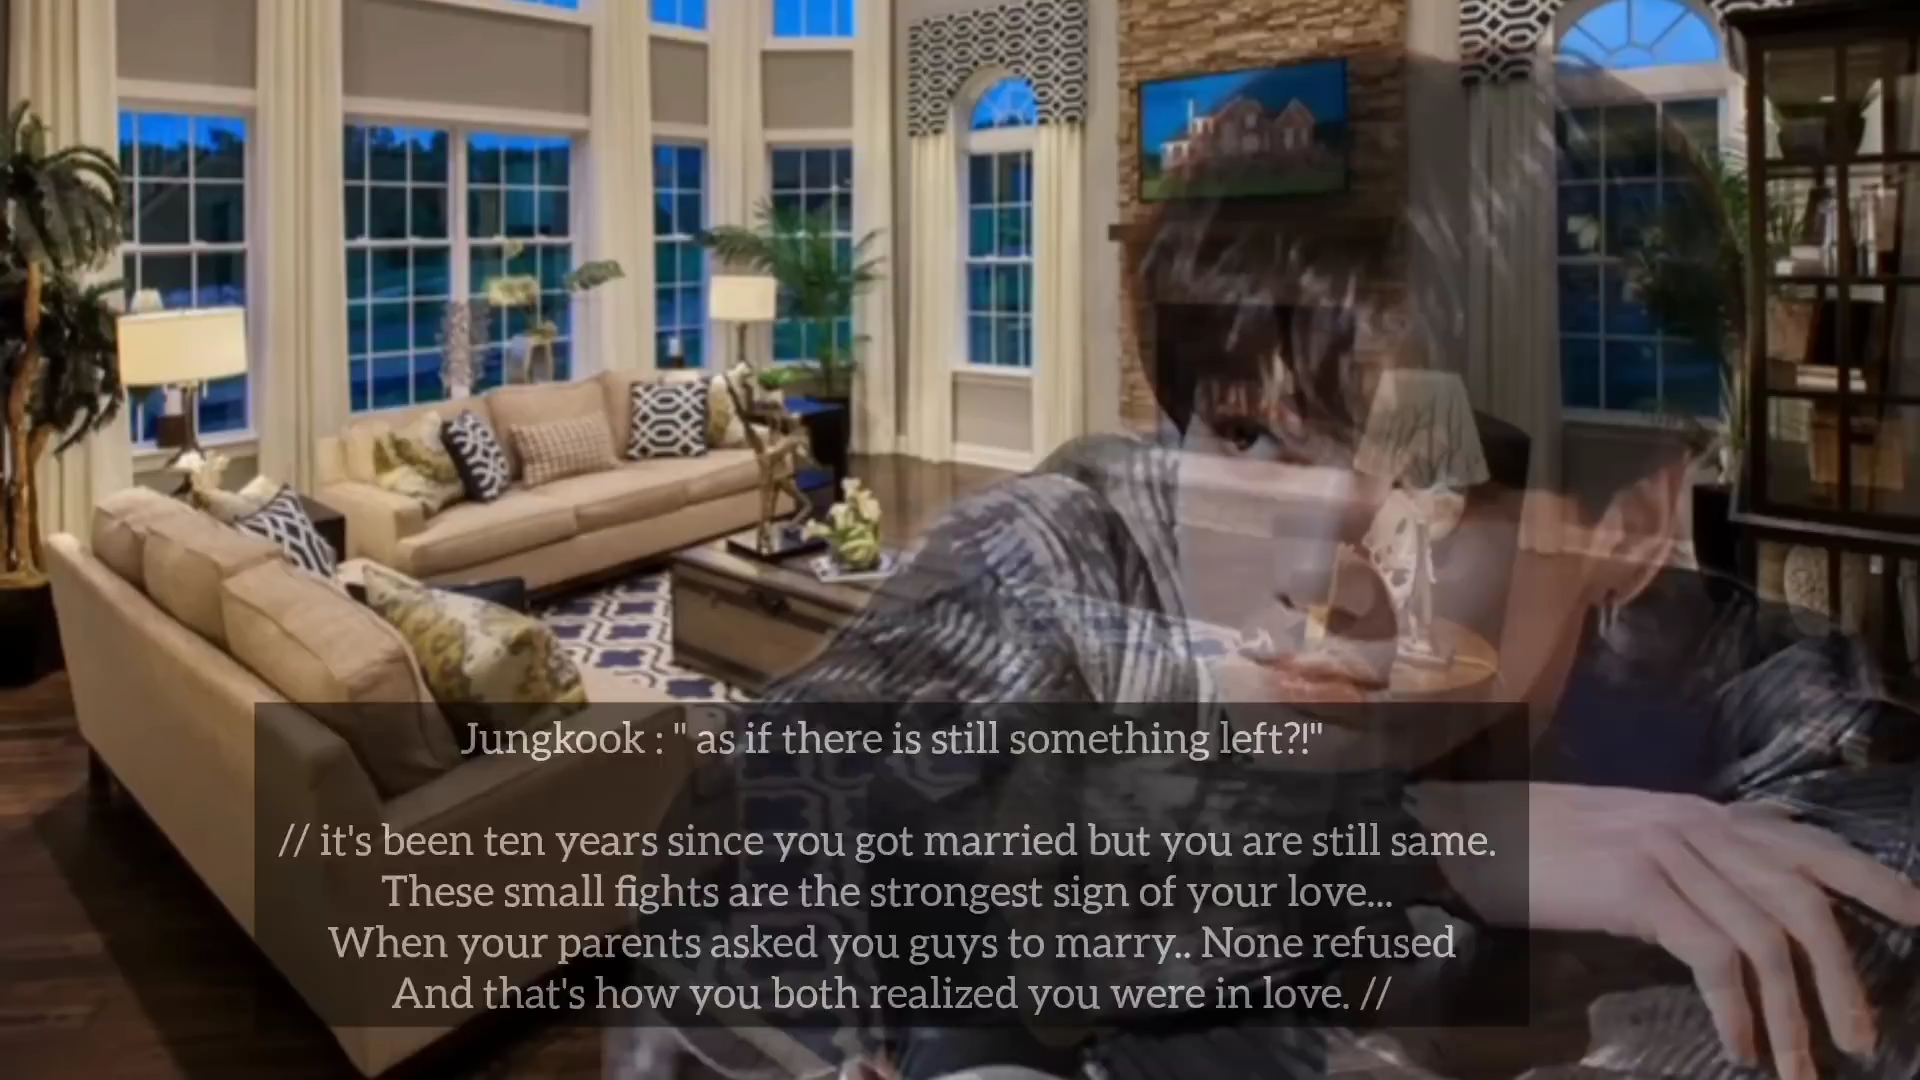 Jungkook : " as if there is still something left?!"
// it's been ten years since you got married but you are still same.
These small fights are the strongest sign of your love...
When your parents asked you guys to marry.. None refused
And that's how you both realized you were in love. //